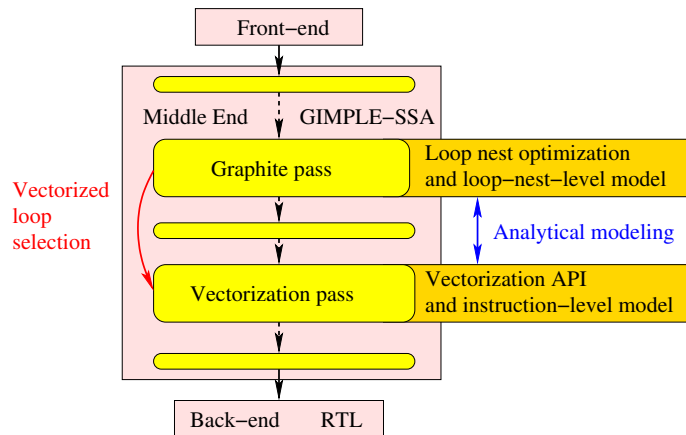 Front-end
Middle End GIMPLE-SSA
Graphite pass
Loop nest optimization
and loop-nest-level model
Vectorized
loop
selection
Analytical modeling
Vectorization pass
Vectorization API
and instruction-level model
Back-end RTL